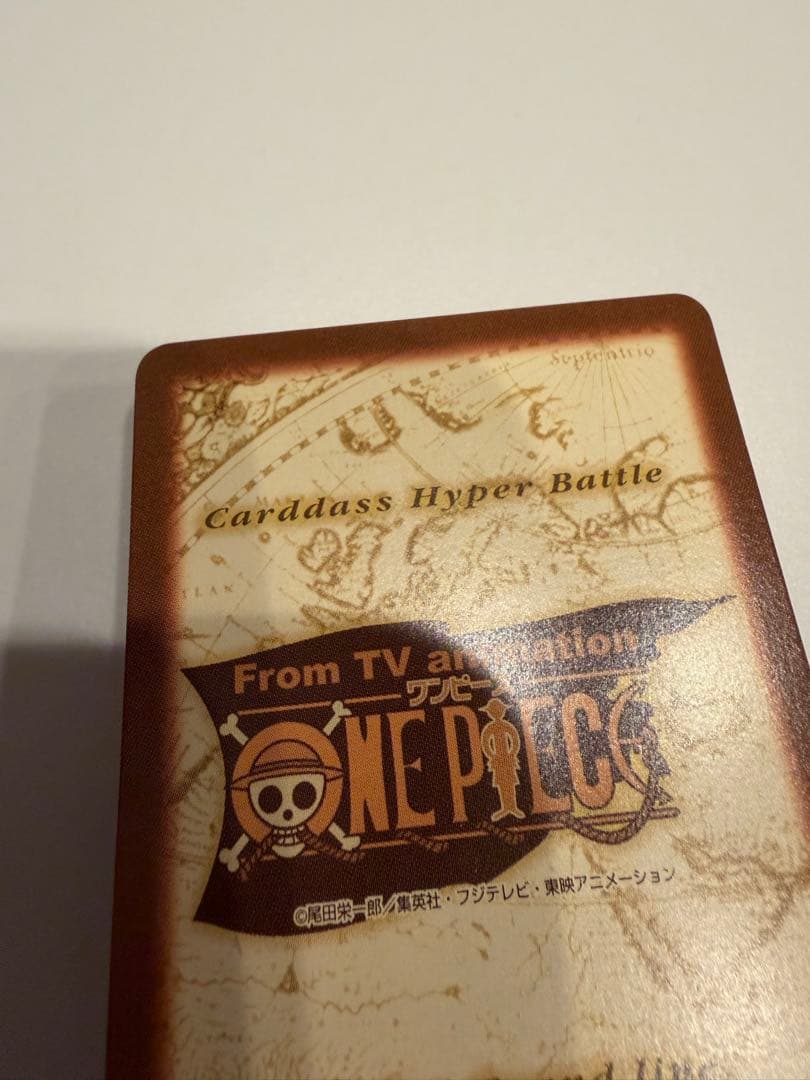 Septentrio
Carddass Hyper Battle
From TV animation
ワンピース
ONE PIECE
©尾田栄一郎/集英社・フジテレビ・東映アニメーション